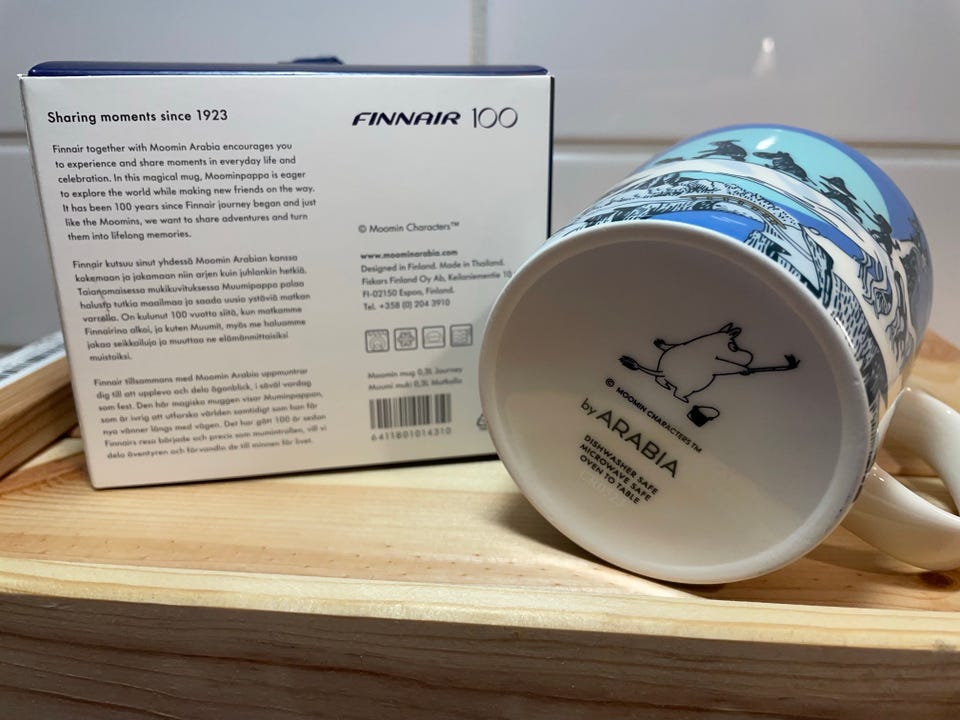 Sharing moments since 1923
FINNAIR 100
Finnair together with Moomin Arabia encourages you
to experience and share moments in everyday life and
celebration. In this magical mug, Moominpappa is eager
to explore the world while making new friends on the way.
It has been 100 years since Finnair journey began and just
like the Moomins, we want to share adventures and turn
them into lifelong memories.
Finnair kutsuu sinut yhdessä Moomin Arabian kanssa
kokemaan ja jakamaan niin arjen kuin juhlankin hetkiä.
Taianomaisessa mukikuvituksessa Muumipappa palaa
halusta tutkia maailmaa ja saada uusia ystäviä matkan
varrella. On kulunut 100 vuotta siitä, kun matkamme
Finnairina alkoi, ja kuten Muumit, myös me haluamme
jakaa seikkailuja ja muuttaa ne elämänmittaisiksi
muistoiksi.
Finnair tillsammans med Moomin Arabia uppmuntrar
dig till att uppleva och dela ögonblick, i såväl vardag
som fest. Den här magiska muggen visar Muminpappan,
som är ivrig att utforska världen samtidigt som han får
nya vänner längs med vägen. Det har gått 100 år sedan
Finnairs resa började och precis som mumintrollen, vill vi
dela äventyren och förvandla de till minnen för livet.
© Moomin Characters™
www.moominarabia.com
Designed in Finland. Made in Thailand.
Fiskars Finland Oy Ab, Keilaniementie 10
FI-02150 Espoo, Finland.
Tel. +358 (0) 204 3910
Moomin mug 0,3L Journey
Muumi muki 0,3L Matkalla
6411801014310
© MOOMIN CHARACTERS™
by ARABIA
DISHWASHER SAFE
MICROWAVE SAFE
OVEN TO TABLE